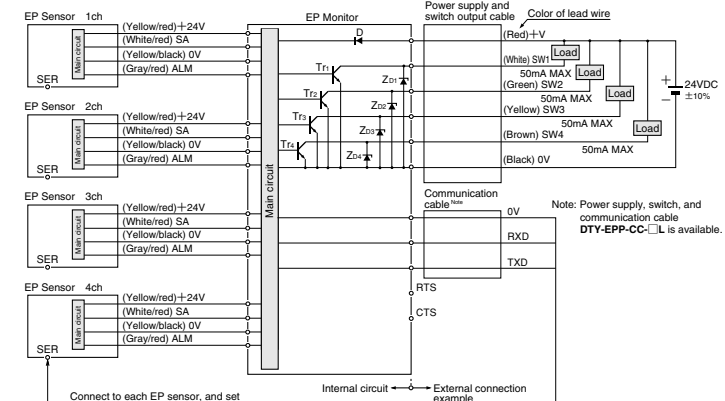 Power supply and
switch output cable
Color of lead wire
EP Sensor 1ch
EP Monitor
(Yellow/red)+24V
(White/red) SA
(Yellow/black) 0V
(Gray/red) ALM
Main circuit
SER
D
(Red)+V
(White) SW1
Load
50mA MAX
(Green) SW2
Load
50mA MAX
(Yellow) SW3
Load
50mA MAX
(Brown) SW4
Load
50mA MAX
(Black) 0V
+
24VDC
±10%
−
Tr1
ZD1
Tr2
ZD2
Tr3
ZD3
Tr4
ZD4
Main circuit
EP Sensor 2ch
(Yellow/red)+24V
(White/red) SA
(Yellow/black) 0V
(Gray/red) ALM
Main circuit
SER
EP Sensor 3ch
(Yellow/red)+24V
(White/red) SA
(Yellow/black) 0V
(Gray/red) ALM
Main circuit
SER
Communication
cable Note
0V
RXD
TXD
RTS
CTS
Note: Power supply, switch, and
communication cable
DTY-EPP-CC-□L is available.
EP Sensor 4ch
(Yellow/red)+24V
(White/red) SA
(Yellow/black) 0V
(Gray/red) ALM
Main circuit
SER
Internal circuit
External connection
example
Connect to each EP sensor, and set